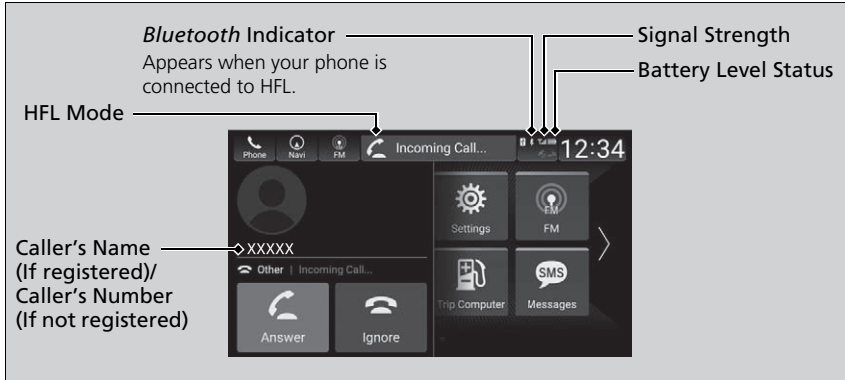 Bluetooth Indicator
Appears when your phone is
connected to HFL.
Signal Strength
Battery Level Status
HFL Mode
Phone
Navi
FM
Incoming Call...
12:34
Caller's Name
(If registered)/
Caller's Number
(If not registered)
XXXXX
Other | Incoming Call...
Answer
Ignore
Settings
FM
FM
Trip Computer
SMS
Messages